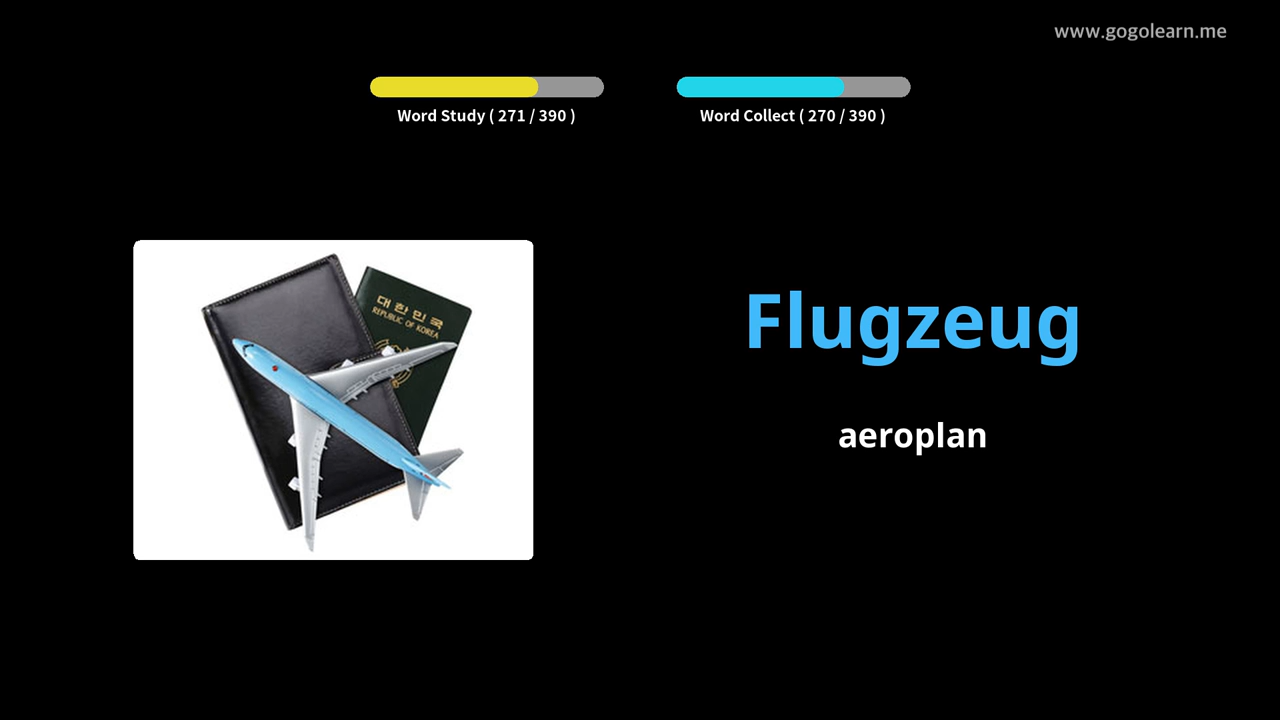 www.gogolearn.me
Word Study ( 271 / 390 )
Word Collect ( 270 / 390 )
대한민국
REPUBLIC OF KOREA
Flugzeug
aeroplan